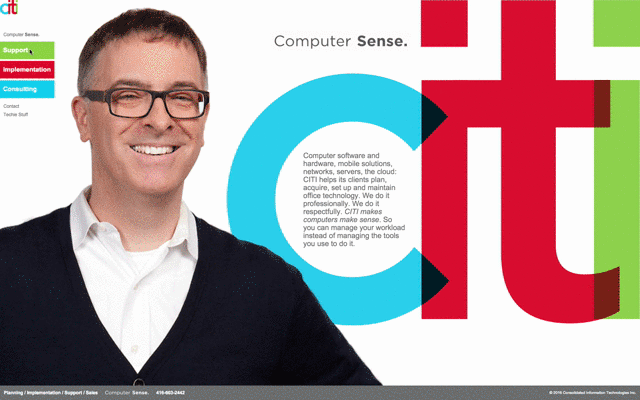 citi
Computer Sense.
Support
Implementation
Consulting
Contact
Techie Stuff
Computer Sense.
citi
Computer software and
hardware, mobile solutions,
networks, servers, the cloud:
CITI helps its clients plan,
acquire, set up and maintain
office technology. We do it
professionally. We do it
respectfully. CITI makes
computers make sense. So
you can manage your workload
instead of managing the tools
you use to do it.
Planning / Implementation / Support / Sales Computer Sense. 416-603-2442 © 2016 Consolidated Information Technologies Inc.